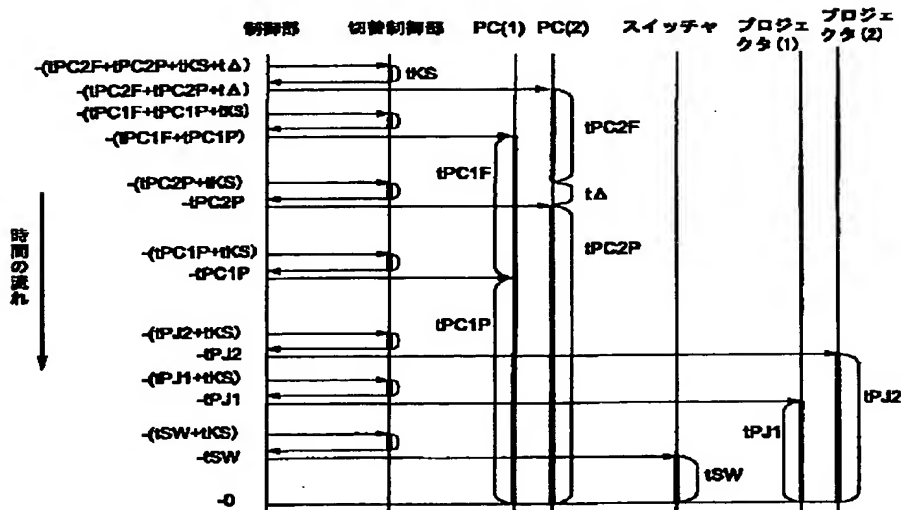 制御部
切替制御部
PC(1)
PC(2)
スイッチャ
プロジェ
クタ(1)
プロジェ
クタ(2)
-(tPC2F+tPC2P+tKS+tΔ)
tKS
-(tPC2F+tPC2P+tΔ)
-(tPC1F+tPC1P+tKS)
tPC2F
-(tPC1F+tPC1P)
tPC1F
-(tPC2P+tKS)
tΔ
-tPC2P
時間の流れ
tPC2P
-(tPC1P+tKS)
-tPC1P
tPC1P
-(tPJ2+tKS)
-tPJ2
-(tPJ1+tKS)
tPJ2
-tPJ1
tPJ1
-(tSW+tKS)
-tSW
tSW
-0